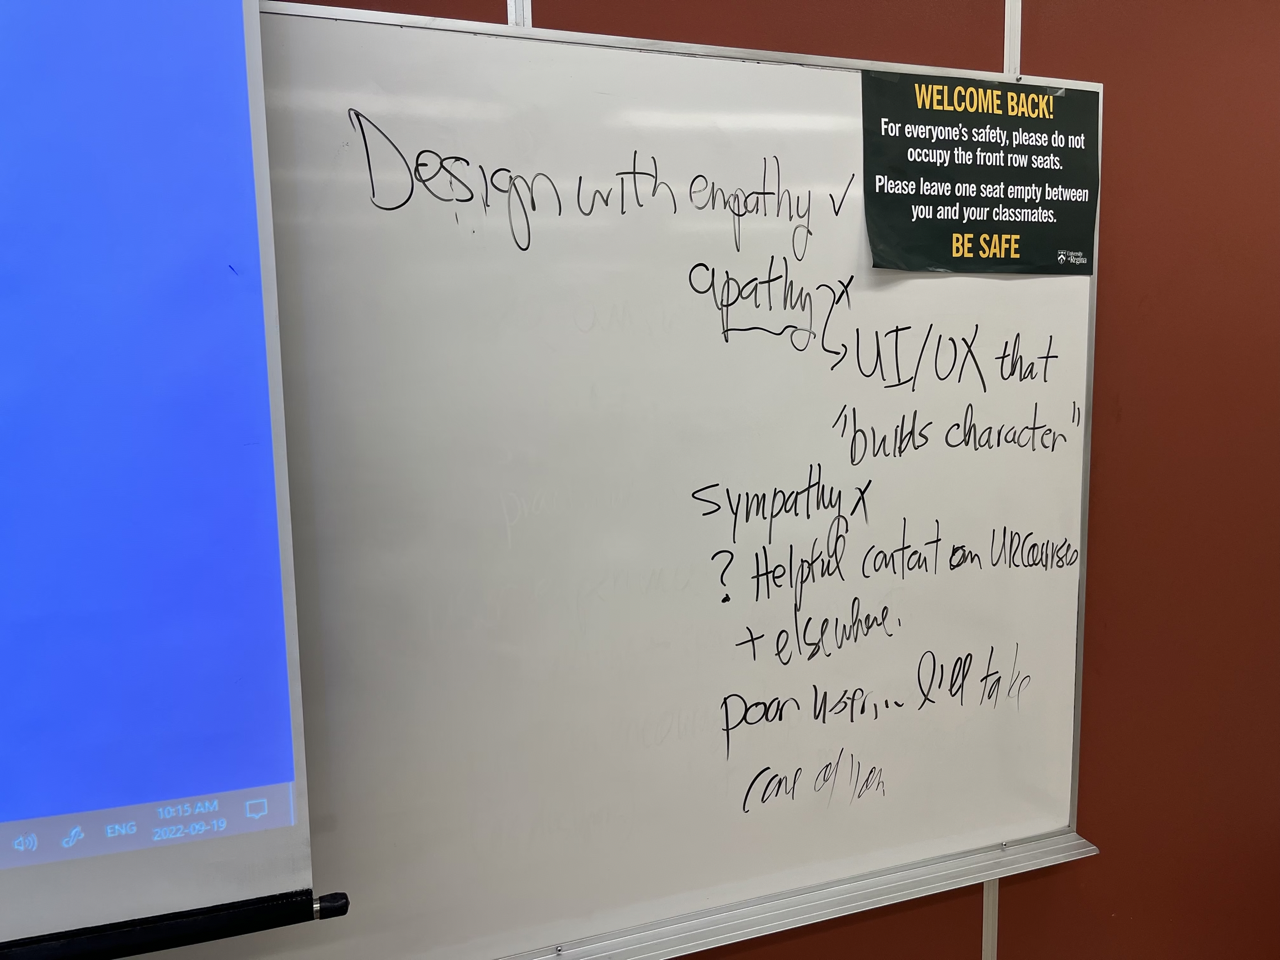 Design with empathy ✓
apathy x
UI/UX that
"builds character"
sympathy x
? Helpful content on URCourses
+ elsewhere.
poor user... I'll take
care of you
WELCOME BACK!
For everyone's safety, please do not
occupy the front row seats.
Please leave one seat empty between
you and your classmates.
BE SAFE
University
of Regina
ENG
10:15 AM
2022-09-19